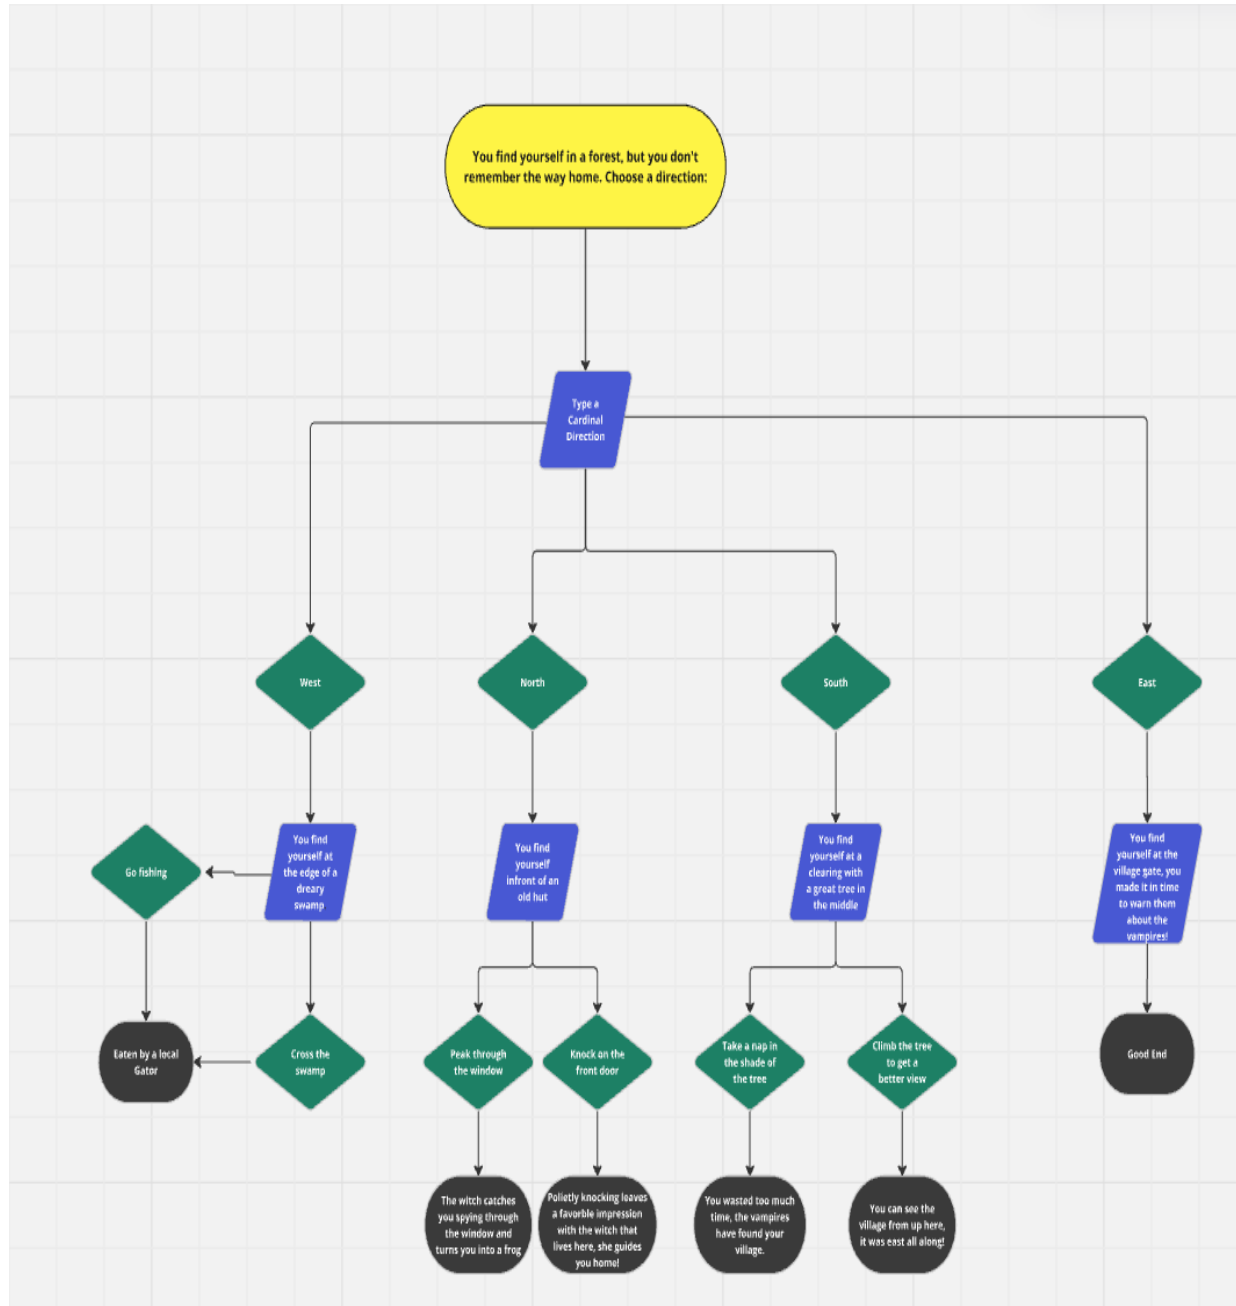 You find yourself in a forest, but you don't
remember the way home. Choose a direction:
Type a
Cardinal
Direction
West
North
South
East
Go fishing
You find
yourself at
the edge of a
dreary
swamp
You find
yourself
infront of an
old hut
You find
yourself at a
clearing with
a great tree in
the middle
You find
yourself at the
village gate, you
made it in time
to warn them
about the
vampires!
Eaten by a local
Gator
Cross the
swamp
Peak through
the window
Knock on the
front door
Take a nap in
the shade of
the tree
Climb the tree
to get a
better view
Good End
The witch catches
you spying through
the window and
turns you into a frog
Polietly knocking leaves
a favorble impression
with the witch that
lives here, she guides
you home!
You wasted too much
time, the vampires
have found your
village.
You can see the
village from up here,
it was east all along!